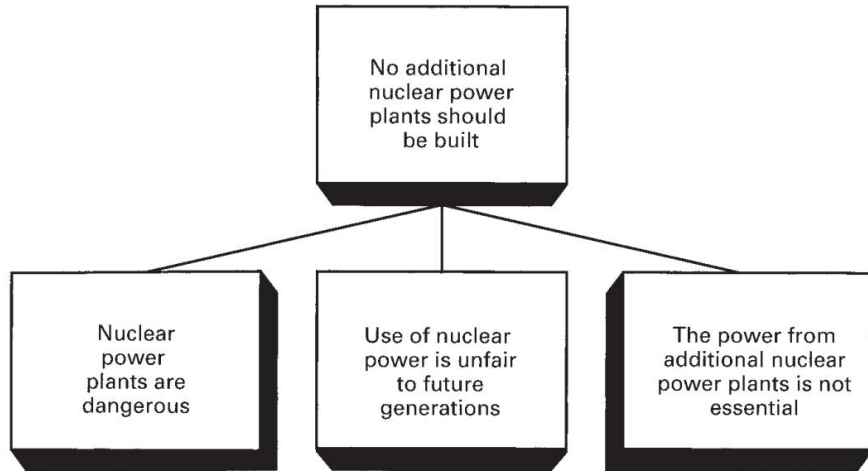 No additional
nuclear power
plants should
be built
Nuclear
power
plants are
dangerous
Use of nuclear
power is unfair
to future
generations
The power from
additional nuclear
power plants is not
essential